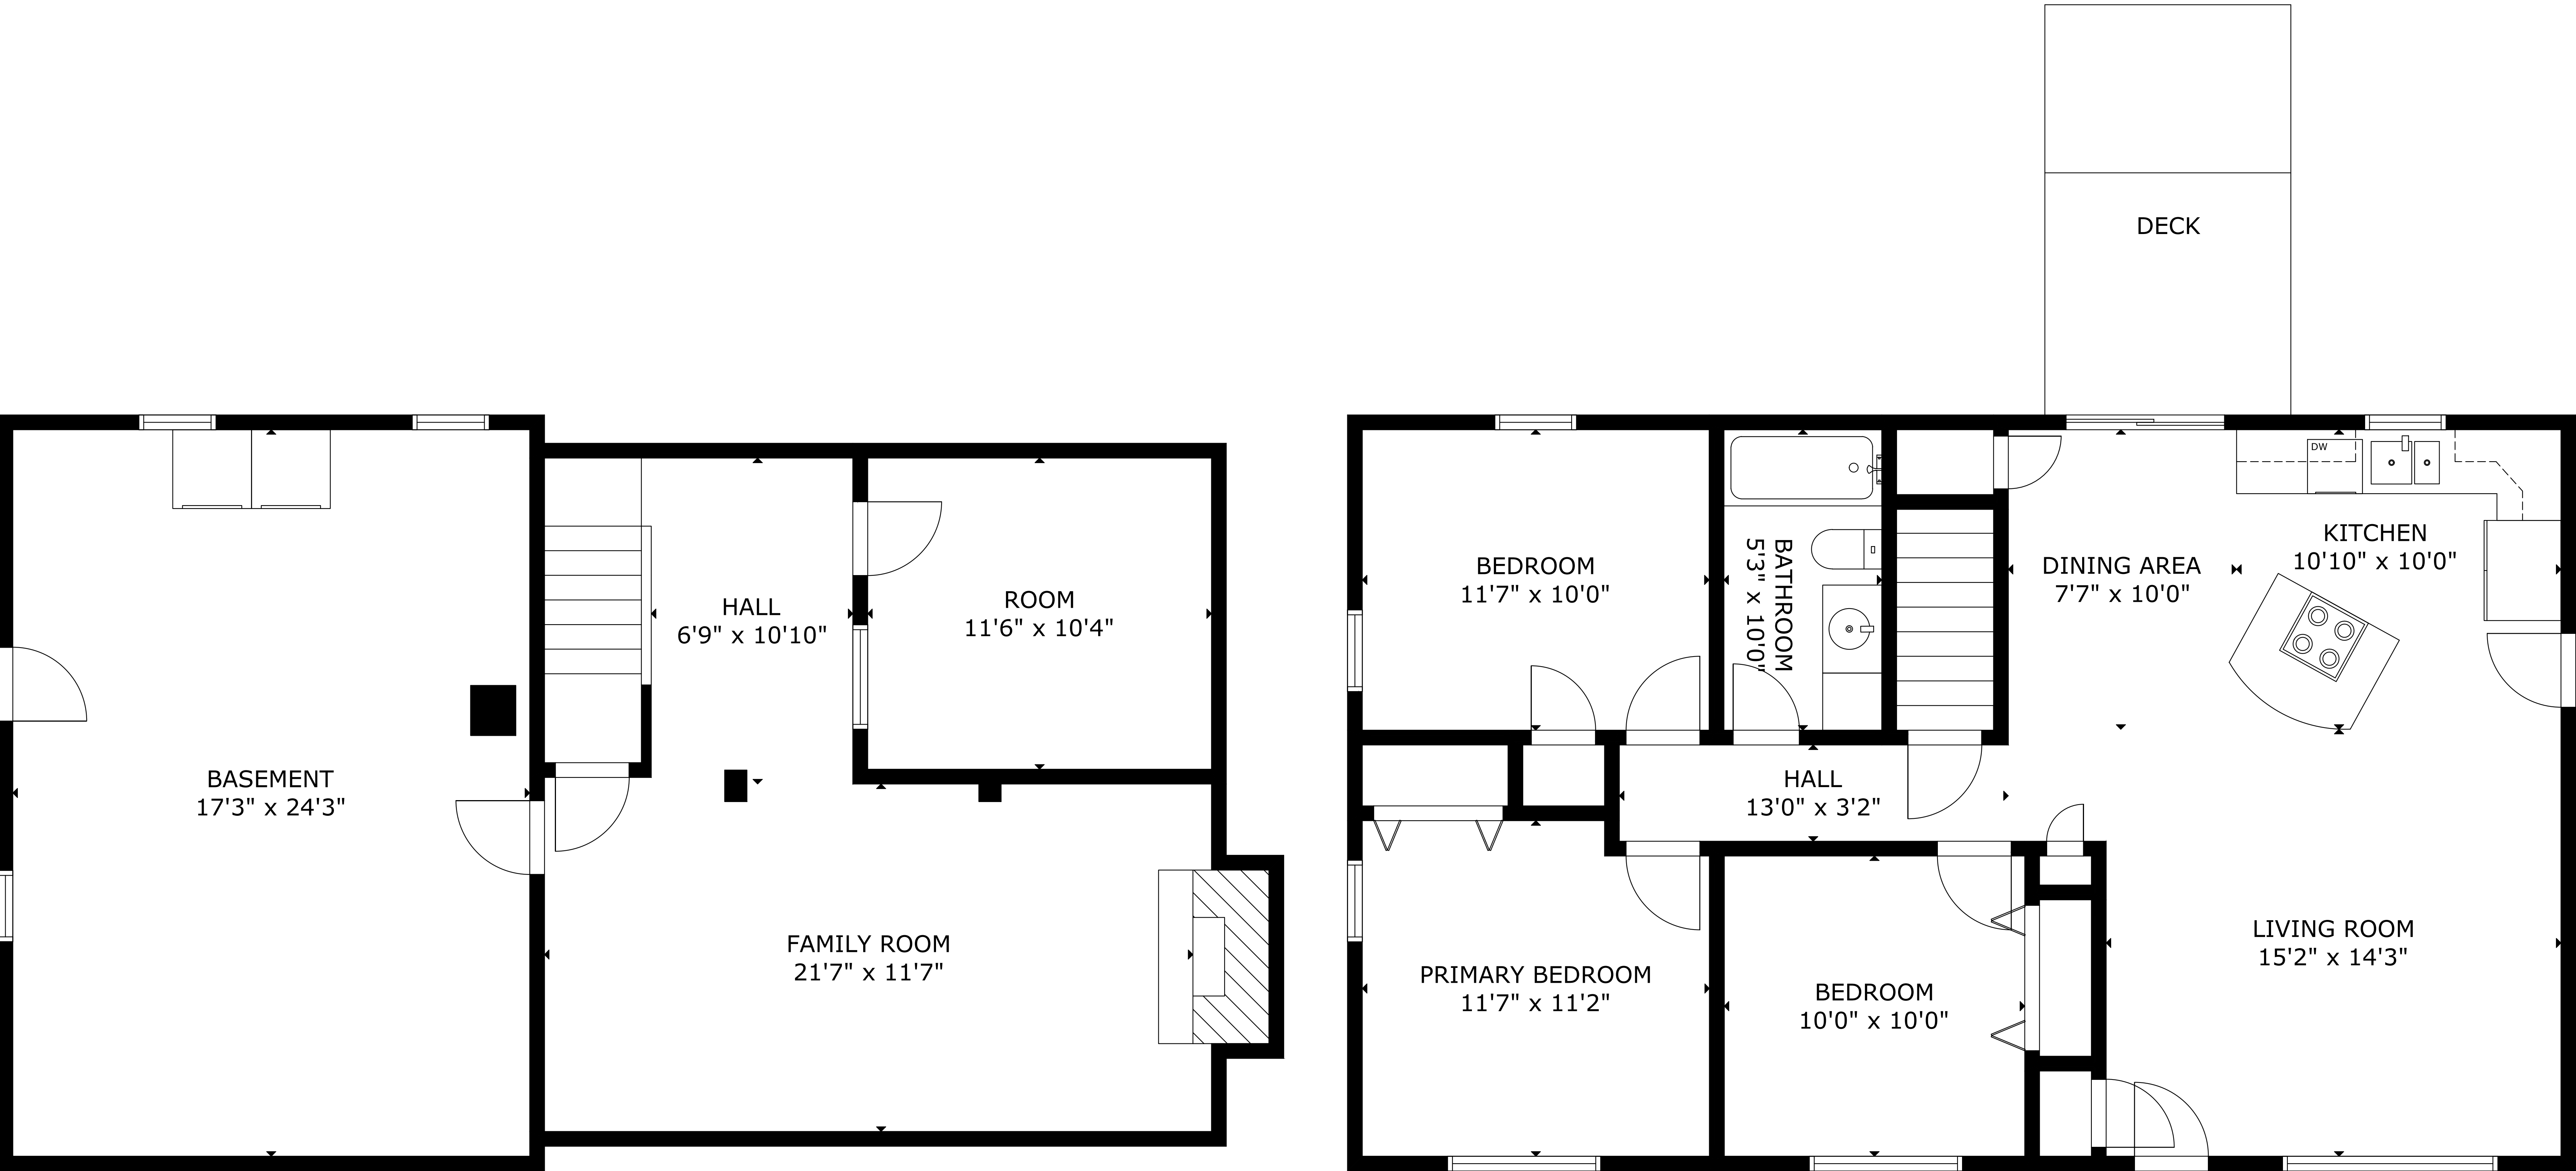 DECK
DW
KITCHEN
10'10" x 10'0"
BEDROOM
11'7" x 10'0"
BATHROOM
5'3" x 10'0"
DINING AREA
7'7" x 10'0"
HALL
6'9" x 10'10"
ROOM
11'6" x 10'4"
BASEMENT
17'3" x 24'3"
HALL
13'0" x 3'2"
FAMILY ROOM
21'7" x 11'7"
LIVING ROOM
15'2" x 14'3"
PRIMARY BEDROOM
11'7" x 11'2"
BEDROOM
10'0" x 10'0"